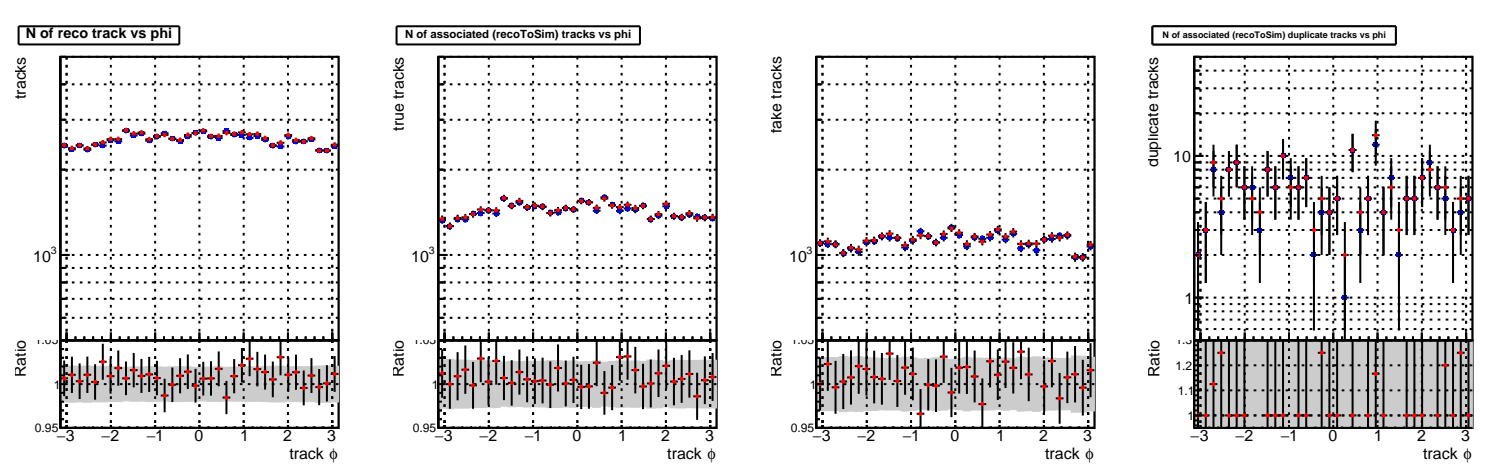 N of reco track vs phi
tracks
10³
Ratio
1.05
1
0.95
−3 −2 −1 0 1 2 3
track ϕ
N of associated (recoToSim) tracks vs phi
true tracks
10³
Ratio
1.05
1
0.95
−3 −2 −1 0 1 2 3
track ϕ
fake tracks
10³
Ratio
1.05
1
0.95
−3 −2 −1 0 1 2 3
track ϕ
N of associated (recoToSim) duplicate tracks vs phi
duplicate tracks
10
1
Ratio
1.3
1.2
1.1
1
−3 −2 −1 0 1 2 3
track ϕ